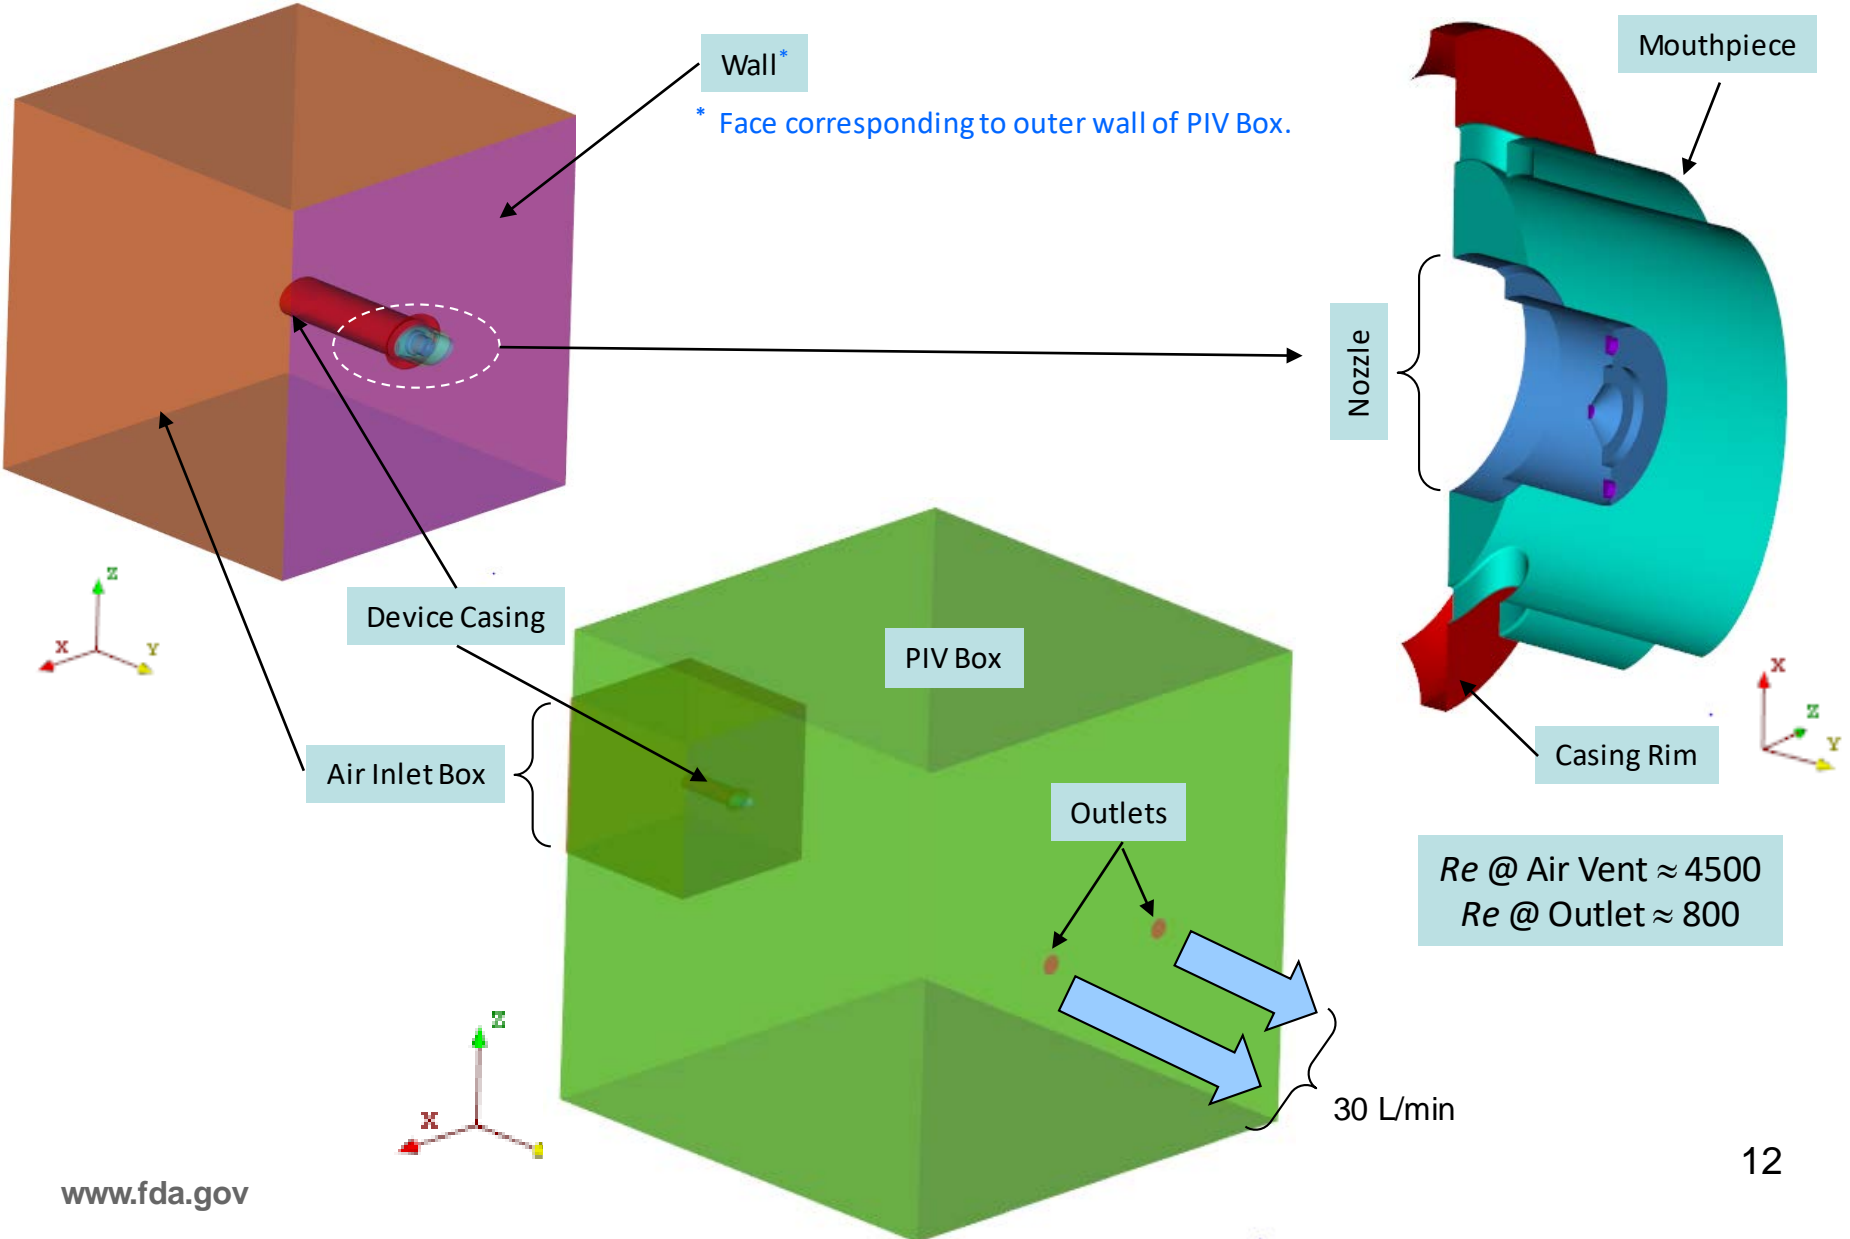 Wall*
* Face corresponding to outer wall of PIV Box.
Mouthpiece
Nozzle
Z
X
Y
Device Casing
PIV Box
Air Inlet Box
Outlets
Casing Rim
X
Z
Y
Re @ Air Vent ≈ 4500
Re @ Outlet ≈ 800
Z
X
30 L/min
12
www.fda.gov